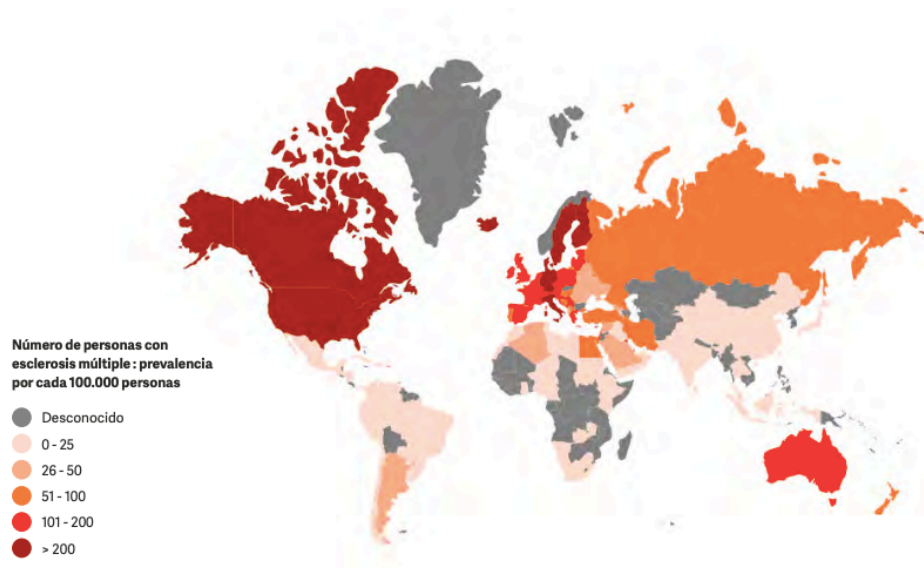 Número de personas con
esclerosis múltiple : prevalencia
por cada 100.000 personas
Desconocido
0 - 25
26 - 50
51 - 100
101 - 200
> 200